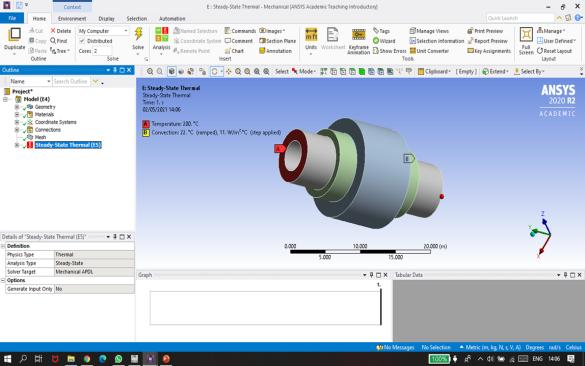 Context
E : Steady-State Thermal - Mechanical [ANSYS Academic Teaching Introductory]
File Home Environment Display Selection Automation
Quick Launch
Duplicate
Cut Delete
Copy Find
Paste Tree
Outline
My Computer
Distributed
Cores 2
Solve
Solve
Analysis
Named Selection
Coordinate System
Remote Point
Commands
Comment
Chart
Images
Section Plane
Annotation
Insert
Units Worksheet Keyframe Animation
Tags
Wizard
Show Errors
Manage Views
Selection Information
Unit Converter
Print Preview
Report Preview
Key Assignments
Tools
Full Screen
Manage
User Defined
Reset Layout
Layout
Select Mode Clipboard [ Empty ] Extend Select By
Outline
Name Search Outline
Project*
Model (E4)
Geometry
Materials
Coordinate Systems
Connections
Mesh
Steady-State Thermal (E5)
E: Steady-State Thermal
Steady-State Thermal
Time: 1. s
02/05/2021 14:06
A Temperature: 200. °C
B Convection: 22. °C (ramped), 11. W/m²·°C (step applied)
ANSYS
2020 R2
ACADEMIC
A
B
Z
Y
X
0.000 10.000 20.000 (m)
5.000 15.000
Details of "Steady-State Thermal (E5)"
Definition
Physics Type Thermal
Analysis Type Steady-State
Solver Target Mechanical APDL
Options
Generate Input Only No
Graph
1.
Tabular Data
No Messages No Selection Metric (m, kg, N, s, V, A) Degrees rad/s Celsius
100% ENG 14:06